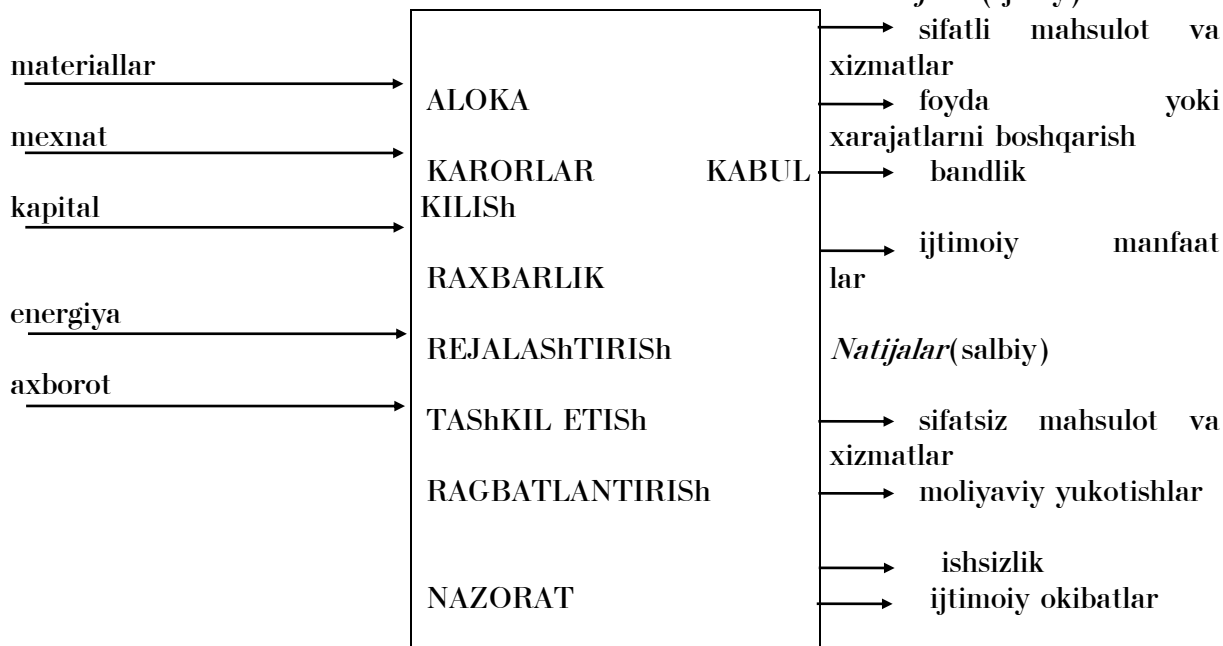 materiallar
mexnat
kapital
energiya
axborot
ALOKA
KARORLAR KABUL
KILISh
RAXBARLIK
REJALAShTIRISh
TAShKIL ETISh
RAGBATLANTIRISh
NAZORAT
sifatli mahsulot va
xizmatlar
foyda yoki
xarajatlarni boshqarish
bandlik
ijtimoiy manfaat
lar
Natijalar(salbiy)
sifatsiz mahsulot va
xizmatlar
moliyaviy yukotishlar
ishsizlik
ijtimoiy okibatlar